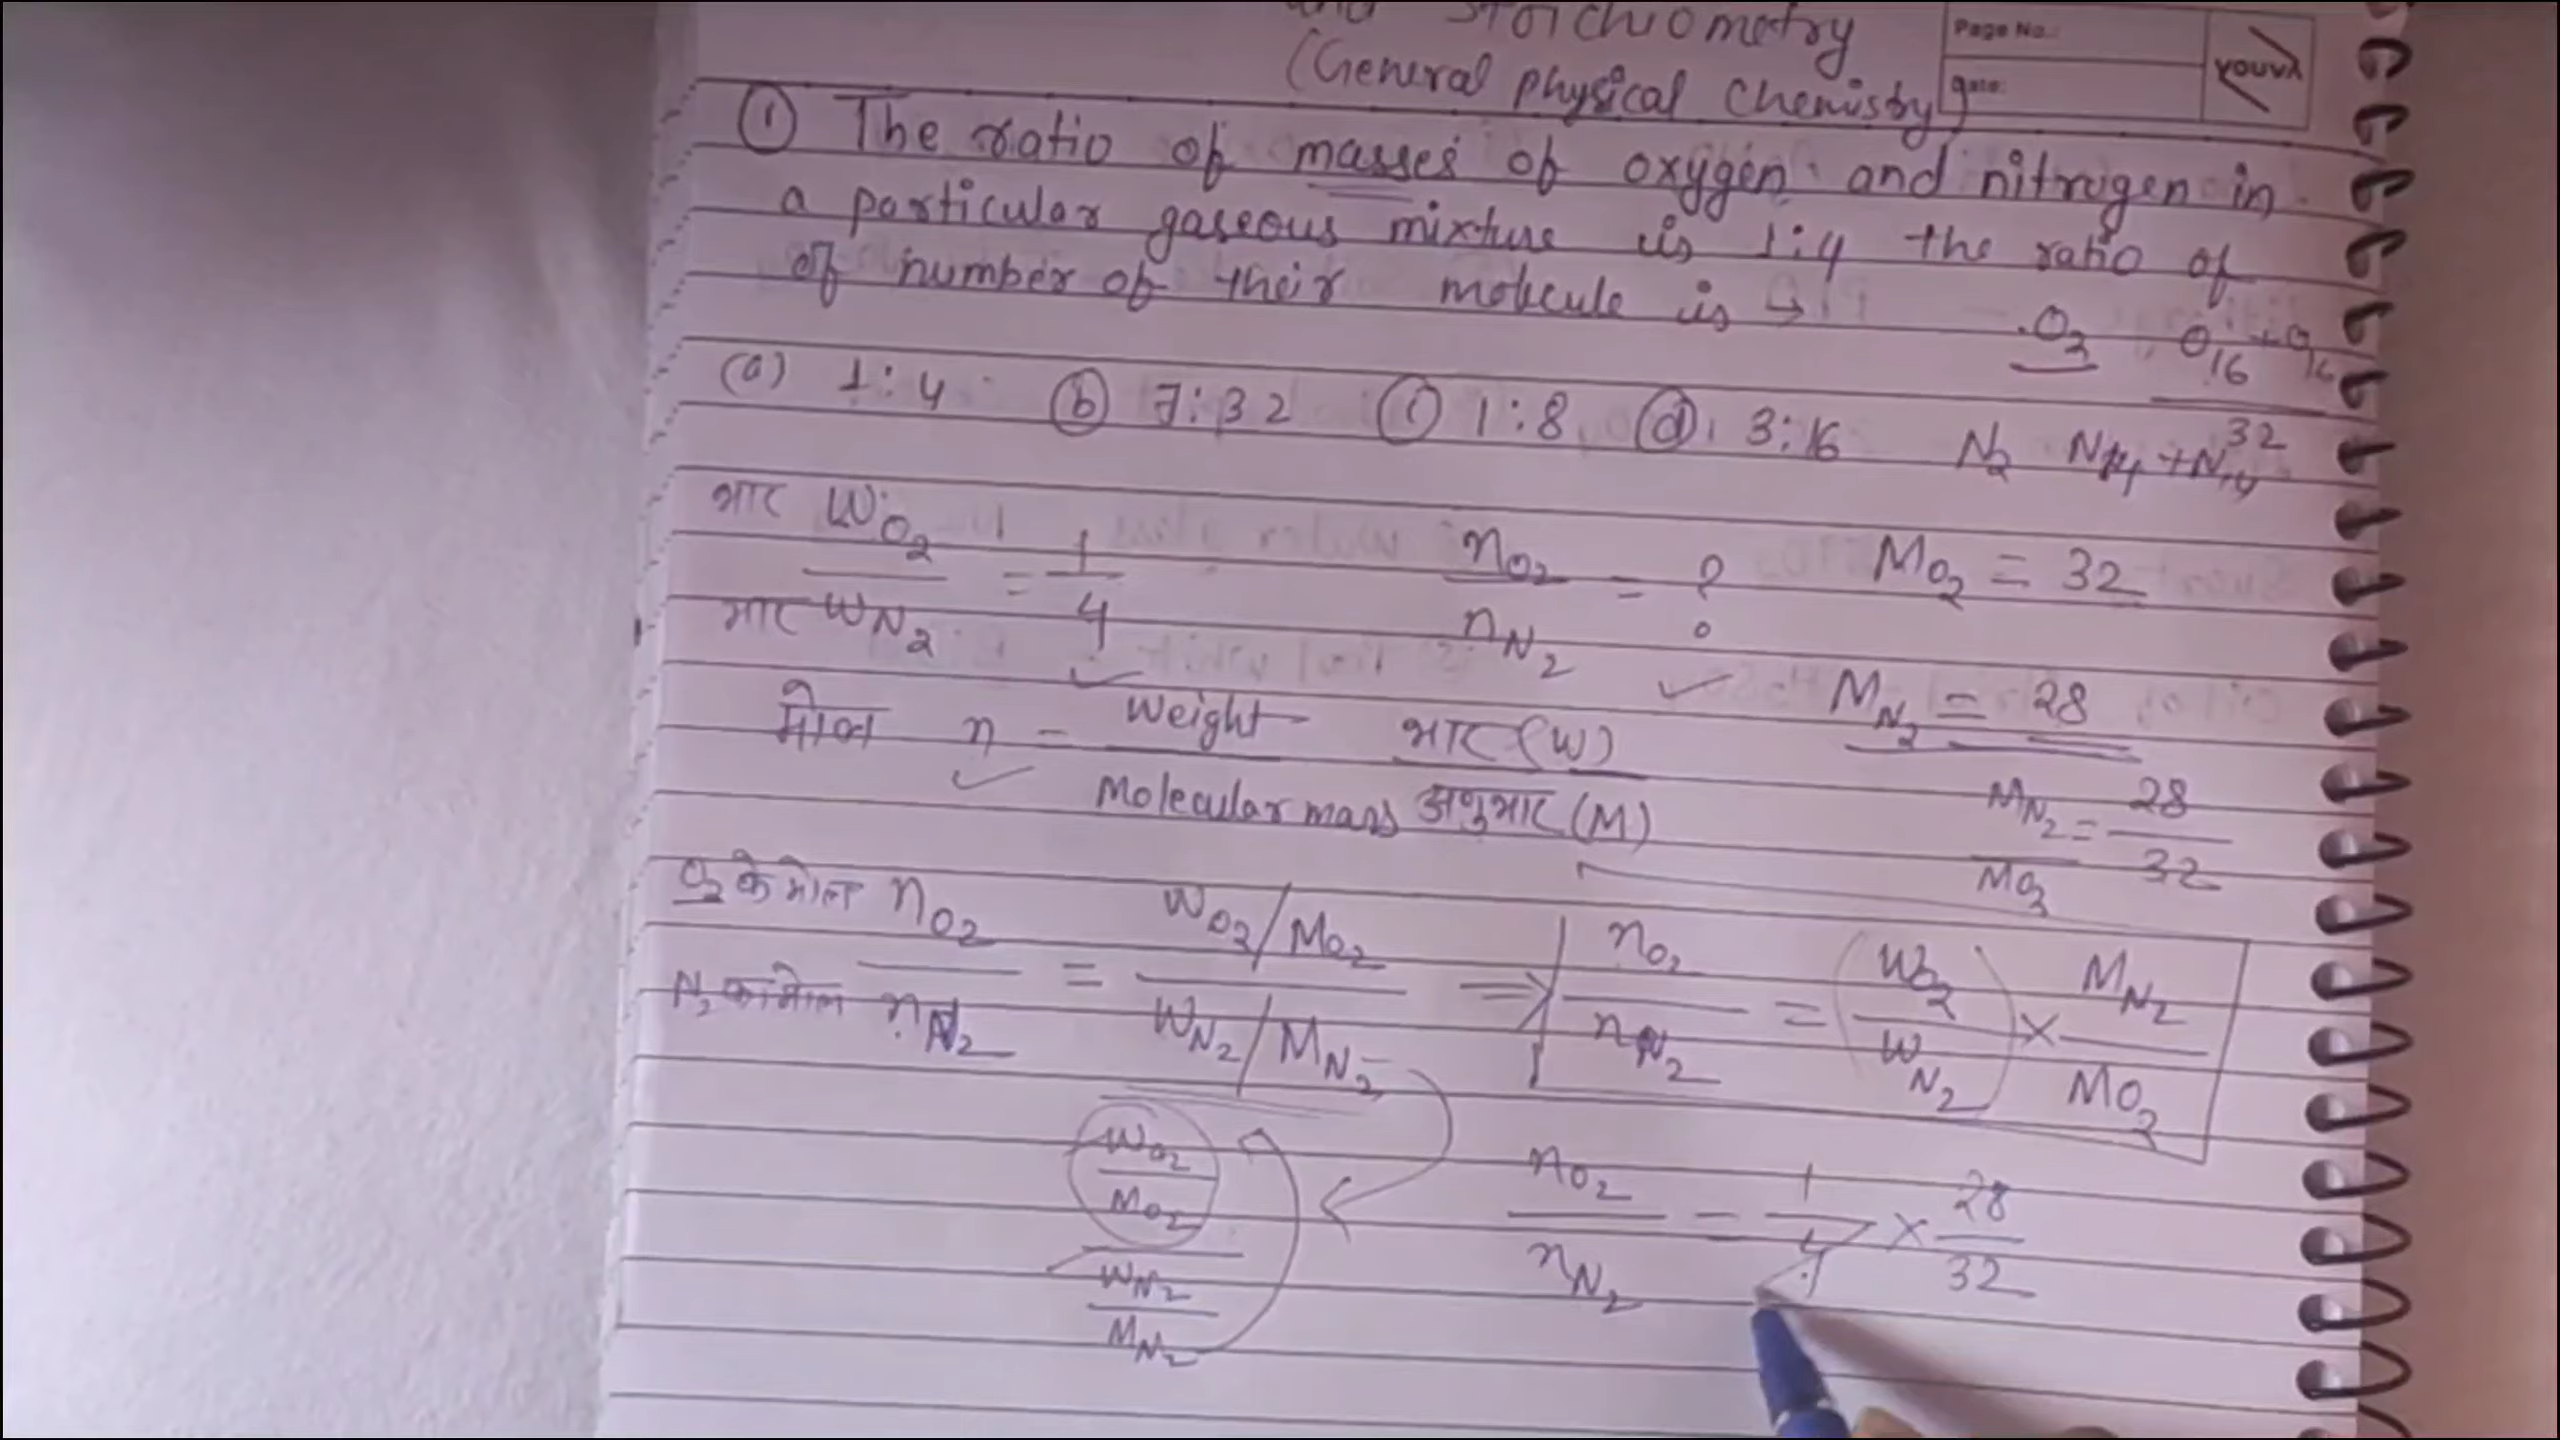 and Stoichiometry
(General physical Chemistry)
Page No.:
Date:
YOUVA
① The ratio of masses of oxygen and nitrogen in
a particular gaseous mixture is 1:4 the ratio of
of number of their molecule is ↳
O2 O16 + O16
32
(a) 1:4 (b) 7:32 (c) 1:8 (d) 3:16
N2 N14 + N14
भार WO2 / भार WN2 = 1/4
nO2 / nN2 = ?
MO2 = 32
MN2 = 28
मोल n = Weight / Molecular mass भार (W) / अणुभार (M)
MN2 / MO2 = 28 / 32
O2 के मोल nO2 / N2 का मोल nN2 = WO2/MO2 / WN2/MN2 ⇒ nO2 / nN2 = (WO2 / WN2) × MN2 / MO2
WO2 / MO2
WN2 / MN2
nO2 / nN2 = 1/4 × 28/32